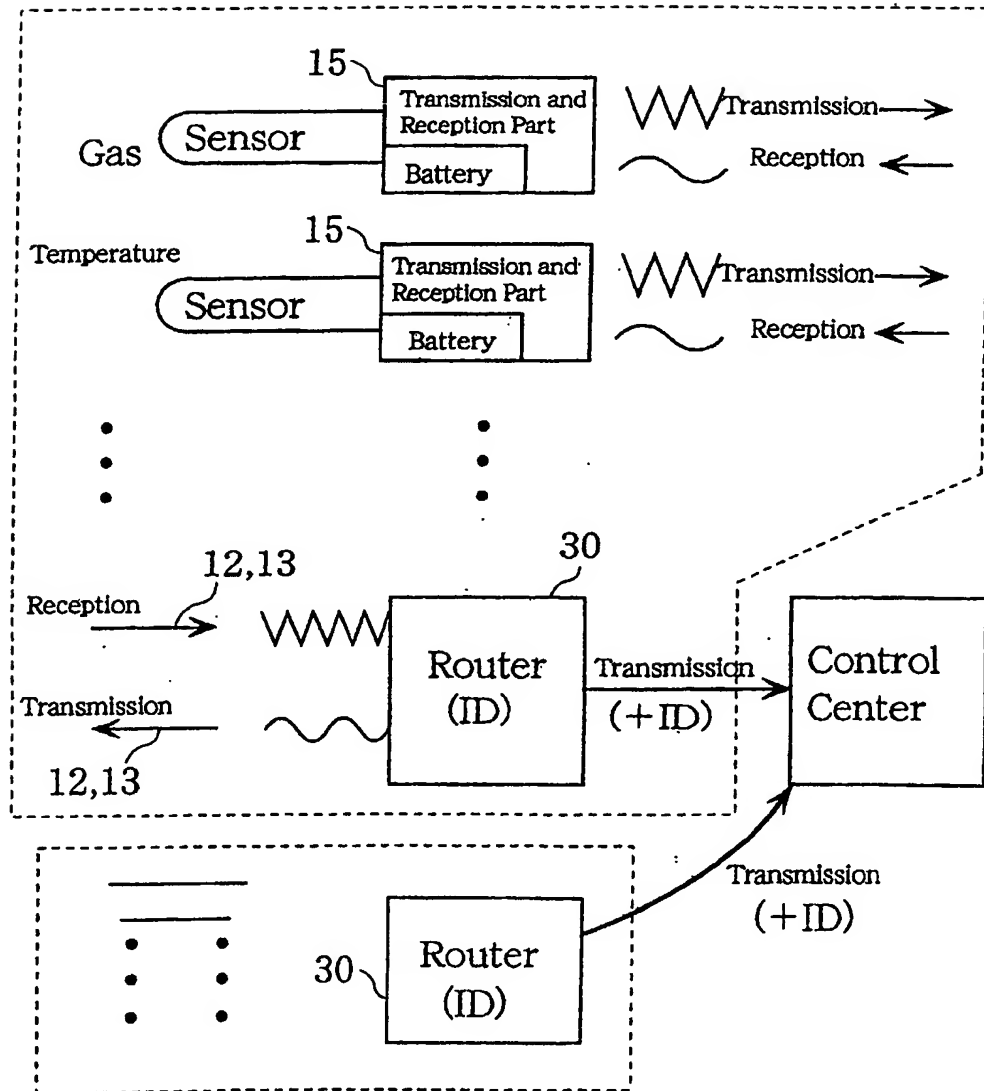 15
Transmission and
Reception Part
Transmission
Gas
Sensor
Battery
Reception
15
Temperature
Transmission and
Reception Part
Transmission
Sensor
Battery
Reception
12,13
30
Reception
Router
(ID)
Transmission
(+ID)
Control
Center
Transmission
12,13
Transmission
(+ID)
30
Router
(ID)